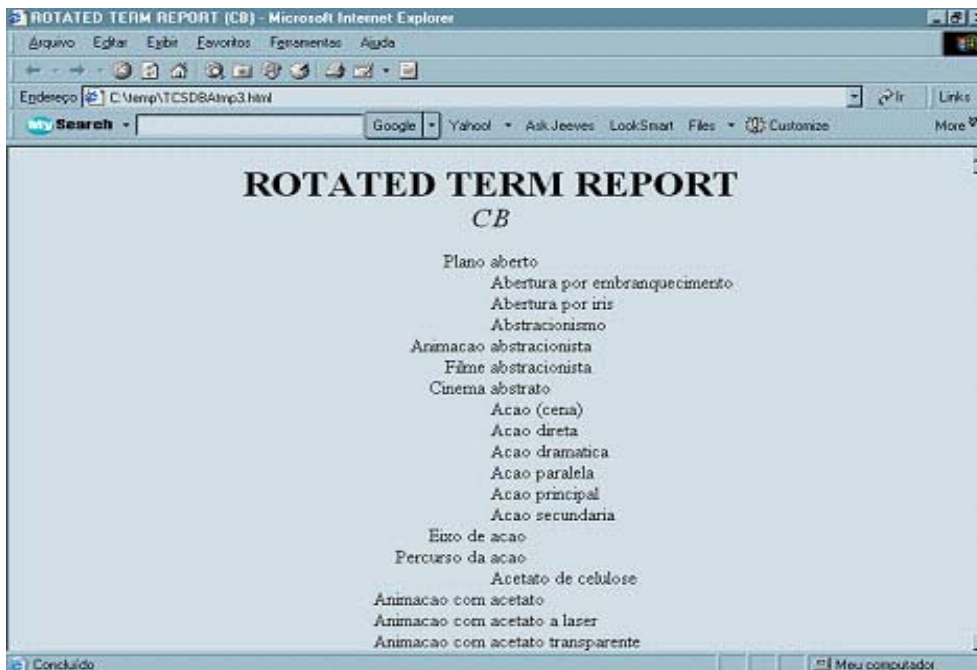 ROTATED TERM REPORT (CB) - Microsoft Internet Explorer
Arquivo Editar Exibir Favoritos Ferramentas Ajuda
Endereço C:\temp\TCSDBAtmp3.html Ir Links
My Search Google Yahoo! Ask Jeeves LookSmart Files Customize More
ROTATED TERM REPORT
CB
Plano aberto
Abertura por embranquecimento
Abertura por iris
Abstracionismo
Animacao abstracionista
Filme abstracionista
Cinema abstrato
Acao (cena)
Acao direta
Acao dramatica
Acao paralela
Acao principal
Acao secundaria
Eixo de acao
Percurso da acao
Acetato de celulose
Animacao com acetato
Animacao com acetato a laser
Animacao com acetato transparente
Concluído Meu computador